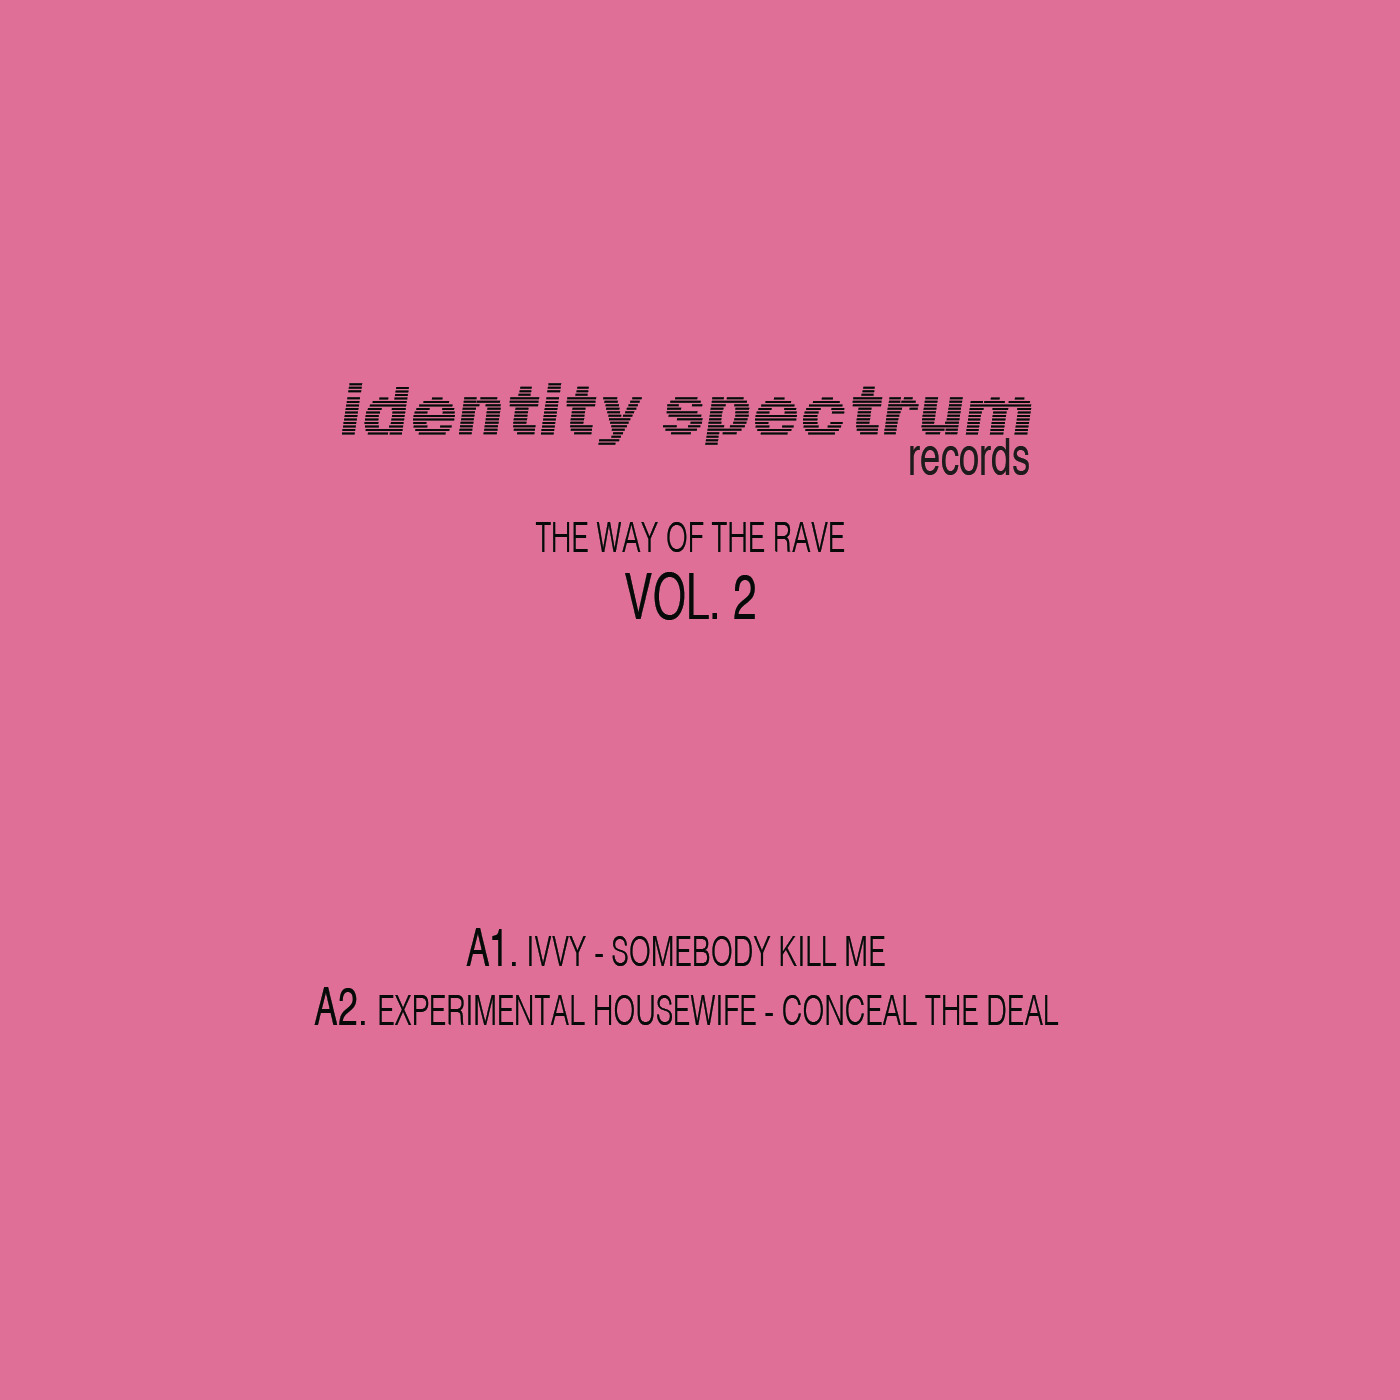 identity spectrum
records
THE WAY OF THE RAVE
VOL. 2
A1. IVVY - SOMEBODY KILL ME
A2. EXPERIMENTAL HOUSEWIFE - CONCEAL THE DEAL